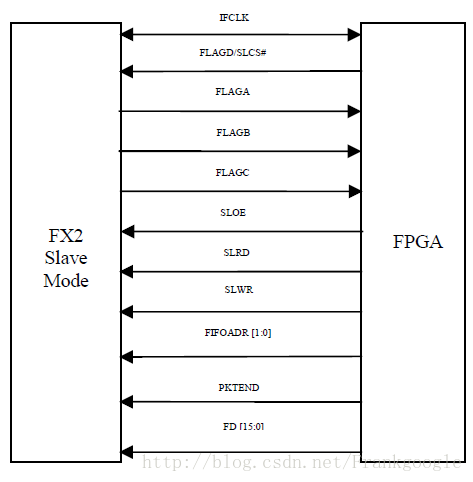 IFCLK
FLAGD/SLCS#
FLAGA
FLAGB
FLAGC
SLOE
FX2
Slave
Mode
FPGA
SLRD
SLWR
FIFOADR [1:0]
PKTEND
FD [15:0]
http://blog.csdn.net/Frankgoogle